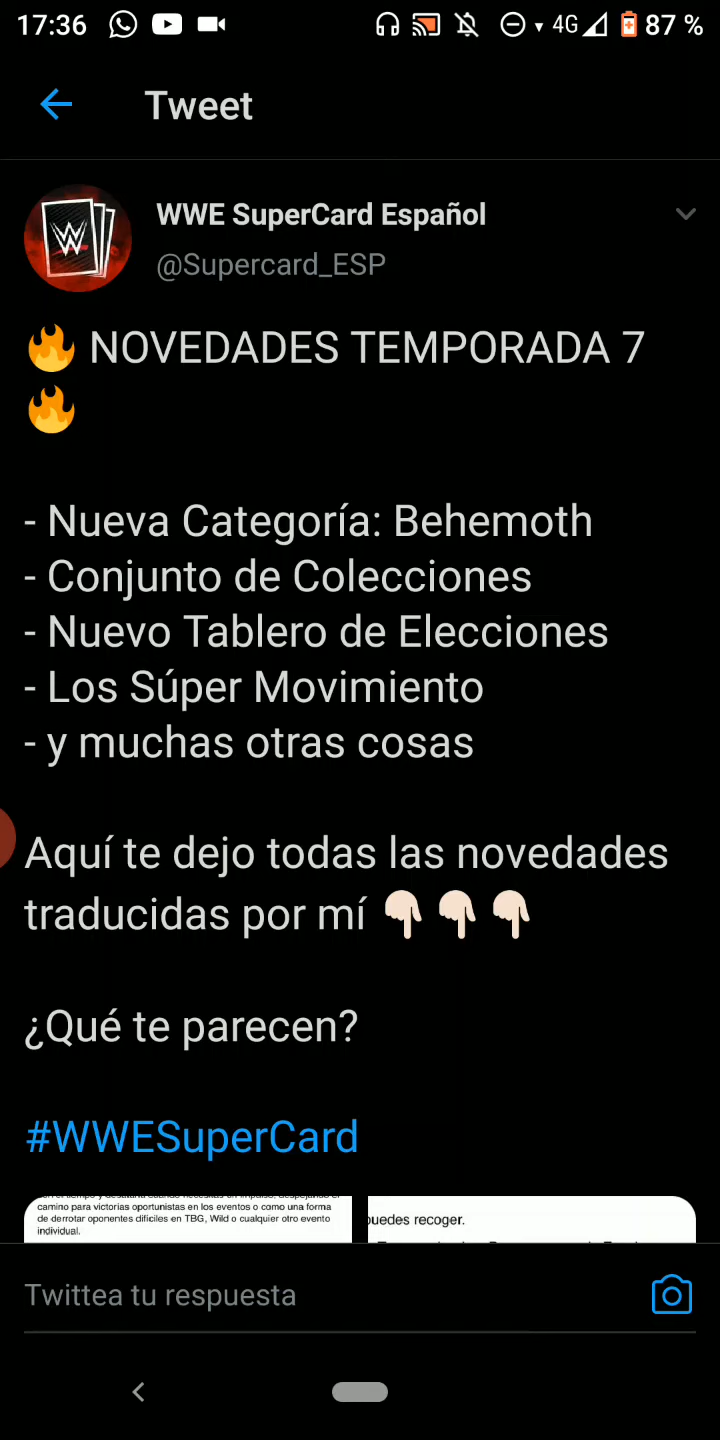 17:36
4G
87 %
Tweet
WWE SuperCard Español
@Supercard_ESP
🔥 NOVEDADES TEMPORADA 7
🔥
- Nueva Categoría: Behemoth
- Conjunto de Colecciones
- Nuevo Tablero de Elecciones
- Los Súper Movimiento
- y muchas otras cosas
Aquí te dejo todas las novedades
traducidas por mí 👇🏻👇🏻👇🏻
¿Qué te parecen?
#WWESuperCard
camino para victorias oportunistas en los eventos o como una forma
de derrotar oponentes difíciles en TBG, Wild o cualquier otro evento
individual.
puedes recoger.
Twittea tu respuesta